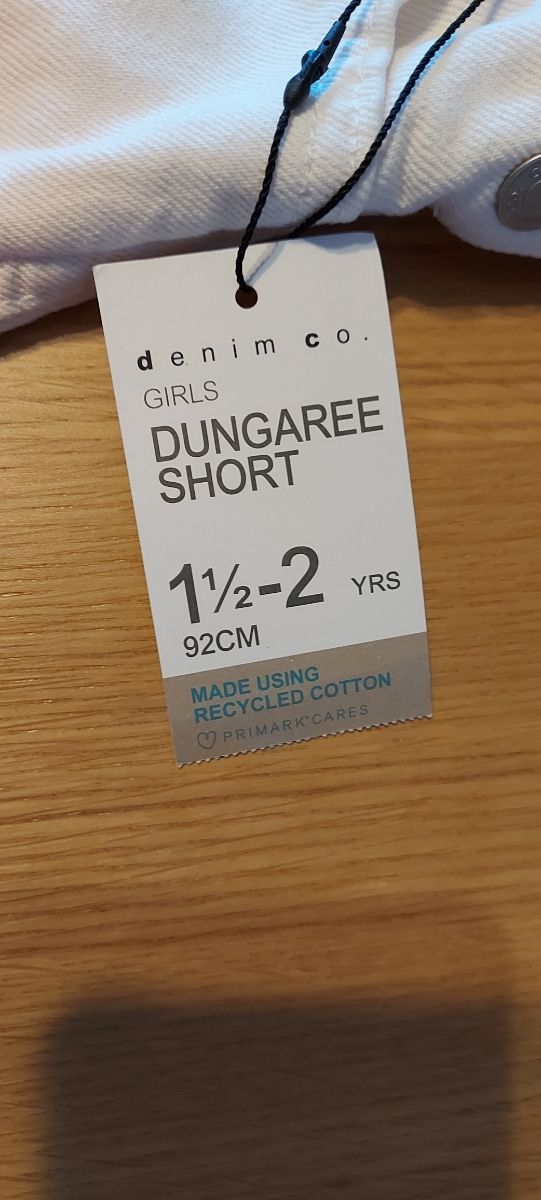 denim co.
GIRLS
DUNGAREE
SHORT
1½-2 YRS
92CM
MADE USING
RECYCLED COTTON
PRIMARK®CARES